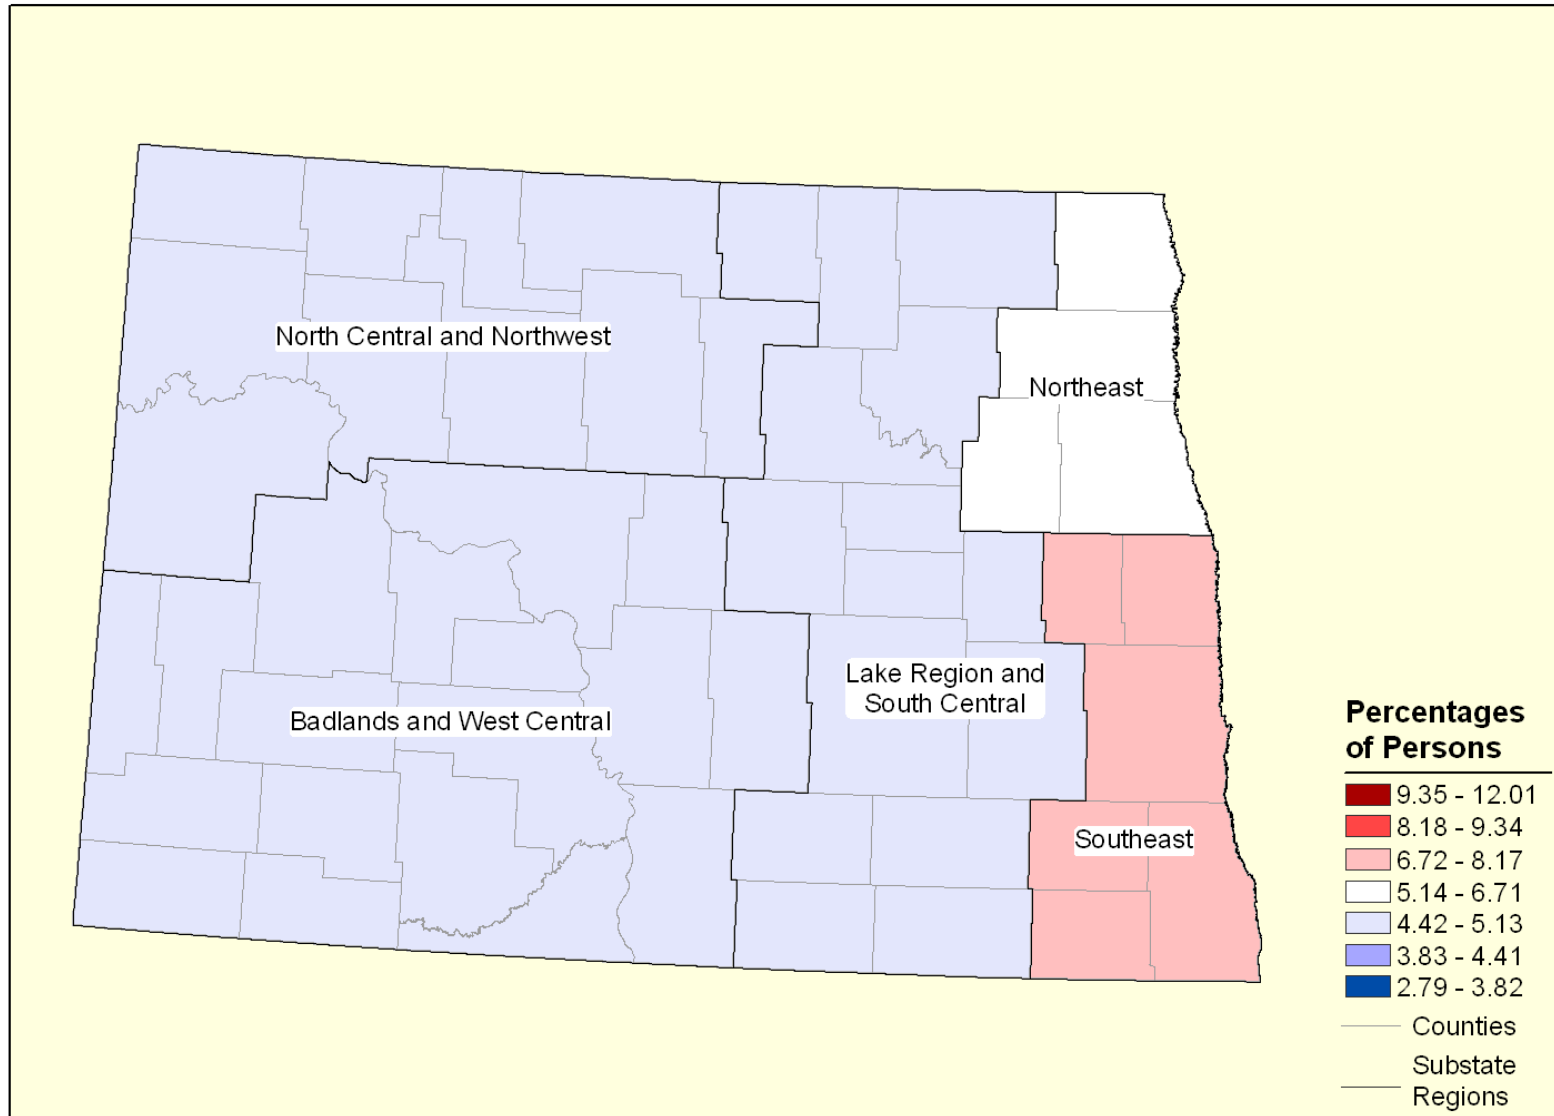 North Central and Northwest
Northeast
Lake Region and
South Central
Badlands and West Central
Southeast
Percentages
of Persons
9.35 - 12.01
8.18 - 9.34
6.72 - 8.17
5.14 - 6.71
4.42 - 5.13
3.83 - 4.41
2.79 - 3.82
Counties
Substate
Regions